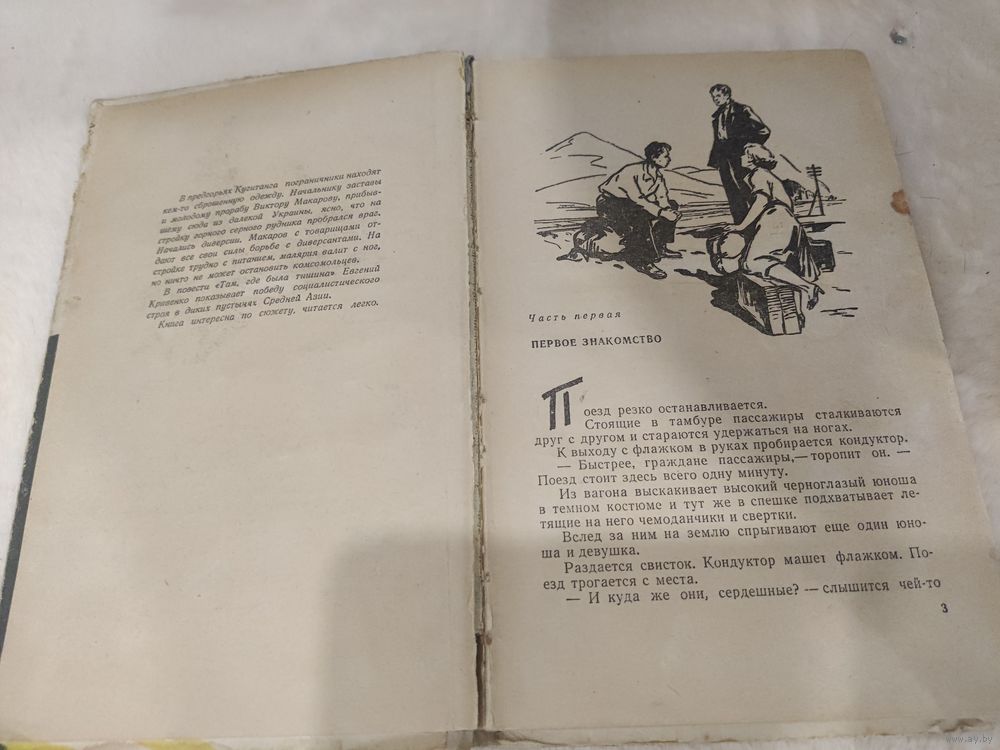 В предгорьях Кугитанга пограничники находят
кем-то сброшенную одежду. Начальнику заставы
и молодому прорабу Виктору Макарову, прибыв-
шему сюда из далекой Украины, ясно, что на
стройку горного серного рудника пробрался враг.
Начались диверсии. Макаров с товарищами от-
дают все свои силы борьбе с диверсантами. На
стройке трудно с питанием, малярия валит с ног,
но ничто не может остановить комсомольцев.
В повести «Там, где была тишина» Евгений
Кривенко показывает победу социалистического
строя в диких пустынях Средней Азии.
Книга интересна по сюжету, читается легко.
Часть первая
ПЕРВОЕ ЗНАКОМСТВО
Поезд резко останавливается.
Стоящие в тамбуре пассажиры сталкиваются
друг с другом и стараются удержаться на ногах.
К выходу с флажком в руках пробирается кондуктор.
— Быстрее, граждане пассажиры,— торопит он. —
Поезд стоит здесь всего одну минуту.
Из вагона выскакивает высокий черноглазый юноша
в темном костюме и тут же в спешке подхватывает ле-
тящие на него чемоданчики и свертки.
Вслед за ним на землю спрыгивают еще один юно-
ша и девушка.
Раздается свисток. Кондуктор машет флажком. По-
езд трогается с места.
— И куда же они, сердешные? — слышится чей-то
3
www.ay.by